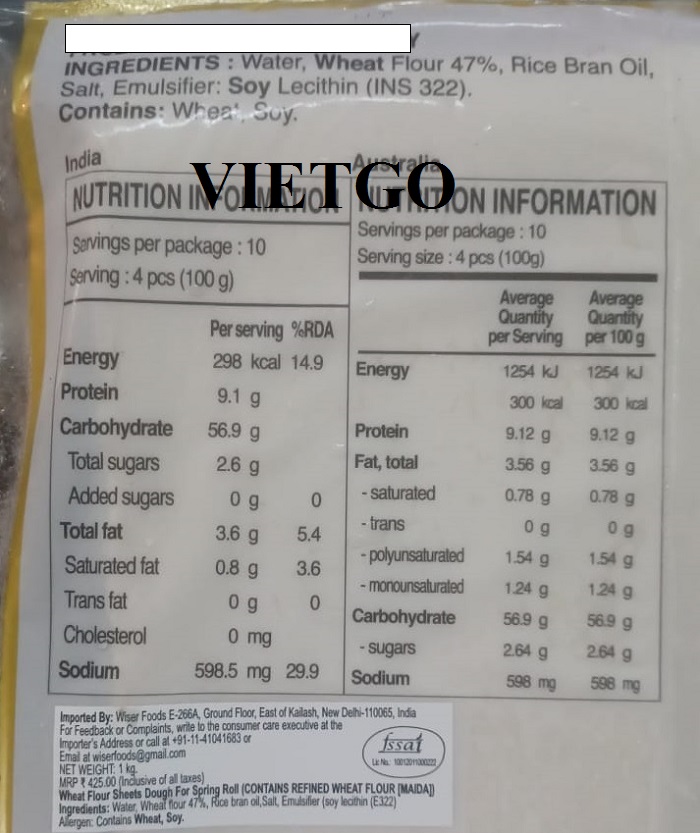 INGREDIENTS : Water, Wheat Flour 47%, Rice Bran Oil,
Salt, Emulsifier: Soy Lecithin (INS 322).
Contains: Wheat, Soy.
VIETGO
India
NUTRITION INFORMATION
Servings per package : 10
Serving : 4 pcs (100 g)
Per serving %RDA
Energy 298 kcal 14.9
Protein 9.1 g
Carbohydrate 56.9 g
Total sugars 2.6 g
Added sugars 0 g 0
Total fat 3.6 g 5.4
Saturated fat 0.8 g 3.6
Trans fat 0 g 0
Cholesterol 0 mg
Sodium 598.5 mg 29.9
Australia
NUTRITION INFORMATION
Servings per package : 10
Serving size : 4 pcs (100g)
Average Average
Quantity Quantity
per Serving per 100 g
Energy 1254 kJ 1254 kJ
300 kcal 300 kcal
Protein 9.12 g 9.12 g
Fat, total 3.56 g 3.56 g
- saturated 0.78 g 0.78 g
- trans 0 g 0 g
- polyunsaturated 1.54 g 1.54 g
- monounsaturated 1.24 g 1.24 g
Carbohydrate 56.9 g 56.9 g
- sugars 2.64 g 2.64 g
Sodium 598 mg 598 mg
Imported By: Wiser Foods E-266A, Ground Floor, East of Kailash, New Delhi-110065, India
For Feedback or Complaints, write to the consumer care executive at the
Importer's Address or call at +91-11-41041683 or
Email at wiserfoods@gmail.com
NET WEIGHT: 1 kg.
MRP ₹ 425.00 (Inclusive of all taxes)
Wheat Flour Sheets Dough For Spring Roll (CONTAINS REFINED WHEAT FLOUR [MAIDA])
Ingredients: Water, Wheat flour 47%, Rice bran oil,Salt, Emulsifier (soy lecithin (E322)
Allergen: Contains Wheat, Soy.
fssai
Lic No.: